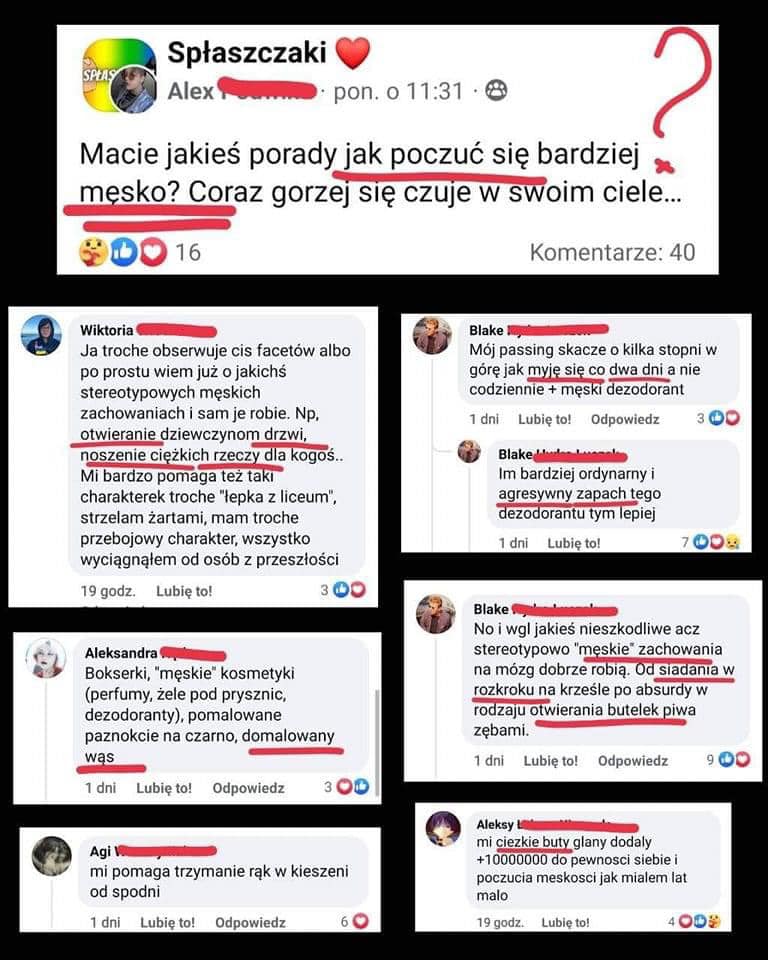 Spłaszczaki ❤️
SPŁAS
Alex · pon. o 11:31 ·
?
Macie jakieś porady jak poczuć się bardziej
męsko? Coraz gorzej się czuje w swoim ciele...
16 Komentarze: 40
Wiktoria
Ja troche obserwuje cis facetów albo
po prostu wiem już o jakichś
stereotypowych męskich
zachowaniach i sam je robie. Np,
otwieranie dziewczynom drzwi,
noszenie ciężkich rzeczy dla kogoś..
Mi bardzo pomaga też taki
charakterek troche "łepka z liceum",
strzelam żartami, mam troche
przebojowy charakter, wszystko
wyciągnąłem od osób z przeszłości
19 godz. Lubię to! 3
Aleksandra
Bokserki, "męskie" kosmetyki
(perfumy, żele pod prysznic,
dezodoranty), pomalowane
paznokcie na czarno, domalowany
wąs
1 dni Lubię to! Odpowiedz 3
Agi
mi pomaga trzymanie rąk w kieszeni
od spodni
1 dni Lubię to! Odpowiedz 6
Blake
Mój passing skacze o kilka stopni w
górę jak myję się co dwa dni a nie
codziennie + męski dezodorant
1 dni Lubię to! Odpowiedz 3
Blake
Im bardziej ordynarny i
agresywny zapach tego
dezodorantu tym lepiej
1 dni Lubię to! 7
Blake
No i wgl jakieś nieszkodliwe acz
stereotypowo "męskie" zachowania
na mózg dobrze robią. Od siadania w
rozkroku na krześle po absurdy w
rodzaju otwierania butelek piwa
zębami.
1 dni Lubię to! Odpowiedz 9
Aleksy
mi ciezkie buty glany dodaly
+10000000 do pewnosci siebie i
poczucia meskosci jak mialem lat
malo
19 godz. Lubię to! 4